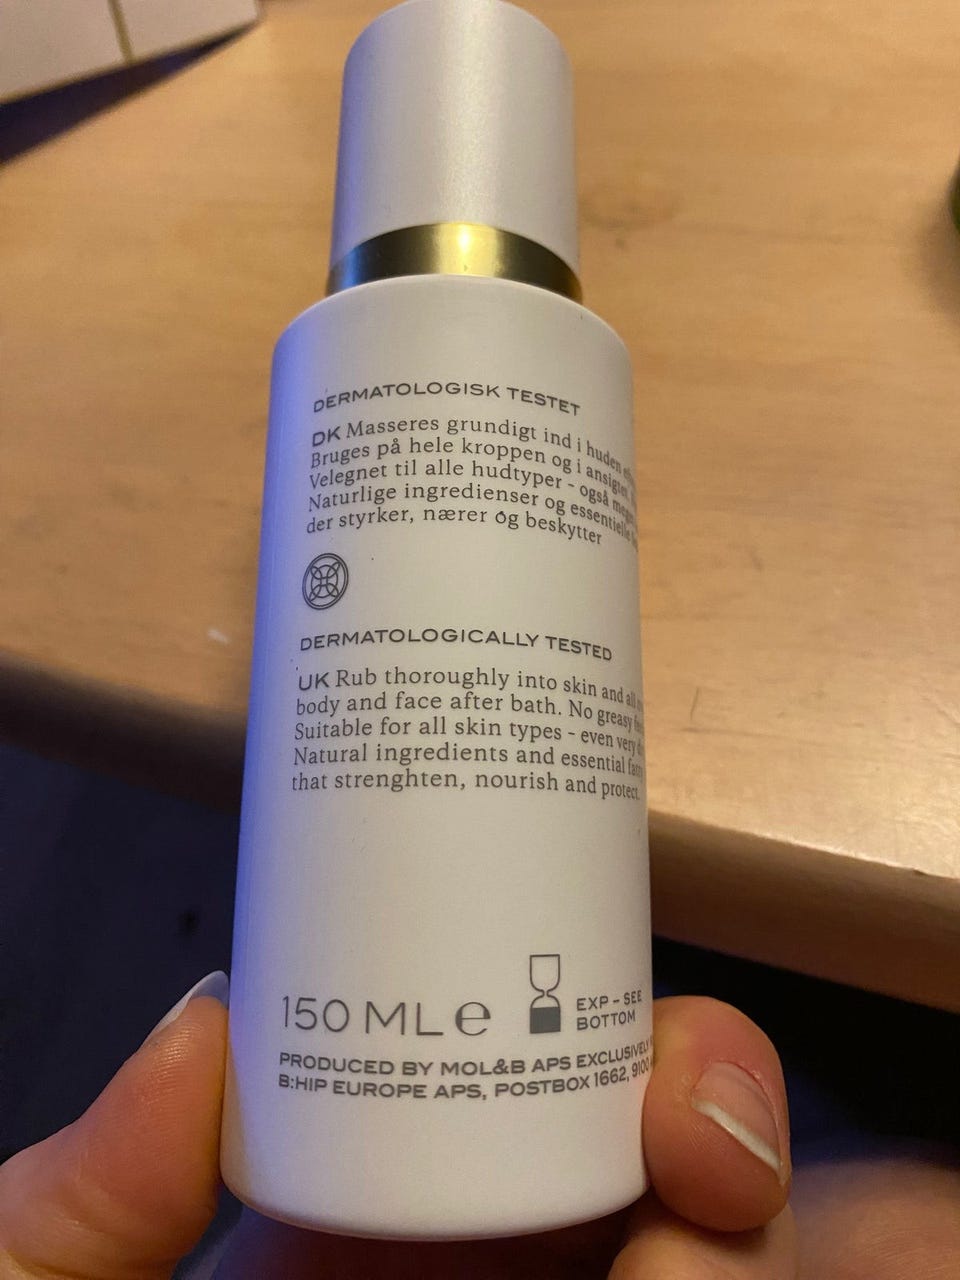 DERMATOLOGISK TESTET
DK Masseres grundigt ind i huden
Bruges på hele kroppen og i ansigtet.
Velegnet til alle hudtyper - også
Naturlige ingredienser og essentielle
der styrker, nærer og beskytter
DERMATOLOGICALLY TESTED
UK Rub thoroughly into skin and all
body and face after bath. No greasy
Suitable for all skin types - even very
Natural ingredients and essential
that strenghten, nourish and protect.
150 ML e
EXP - SEE
BOTTOM
PRODUCED BY MOL&B APS EXCLUSIVELY
B:HIP EUROPE APS, POSTBOX 1662, 9100